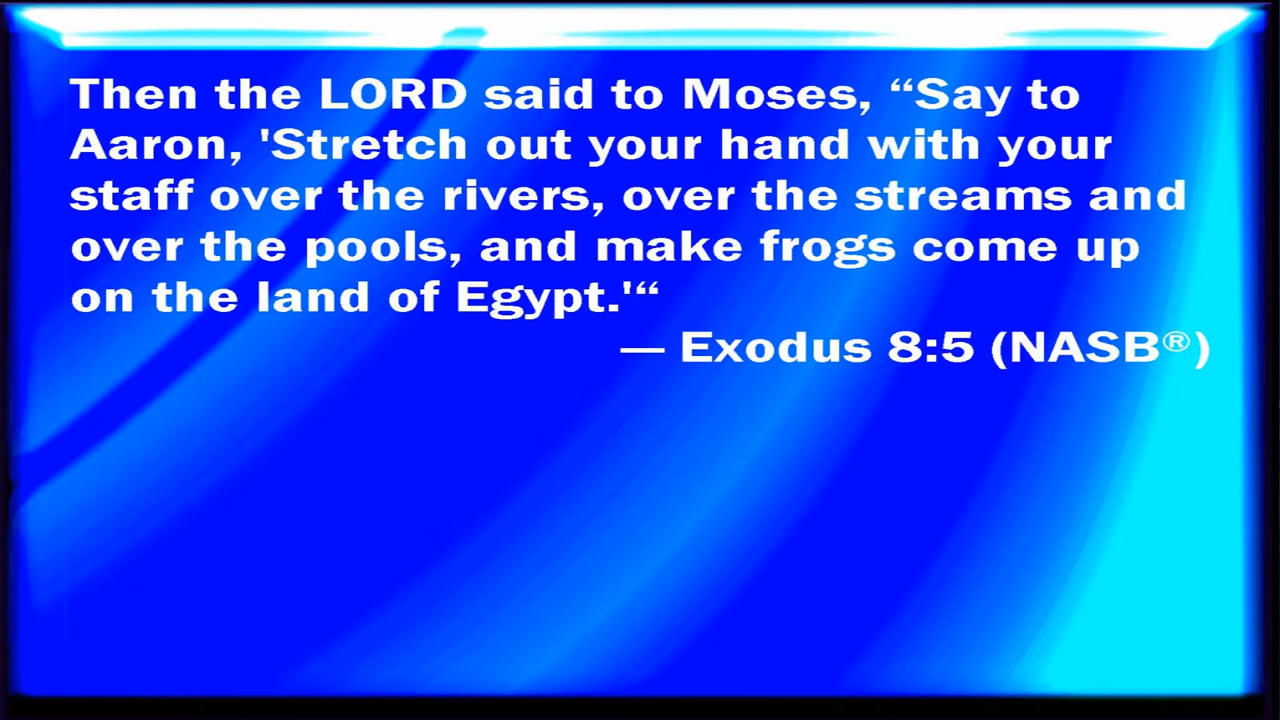 Then the LORD said to Moses, “Say to
Aaron, 'Stretch out your hand with your
staff over the rivers, over the streams and
over the pools, and make frogs come up
on the land of Egypt.'“
— Exodus 8:5 (NASB®)